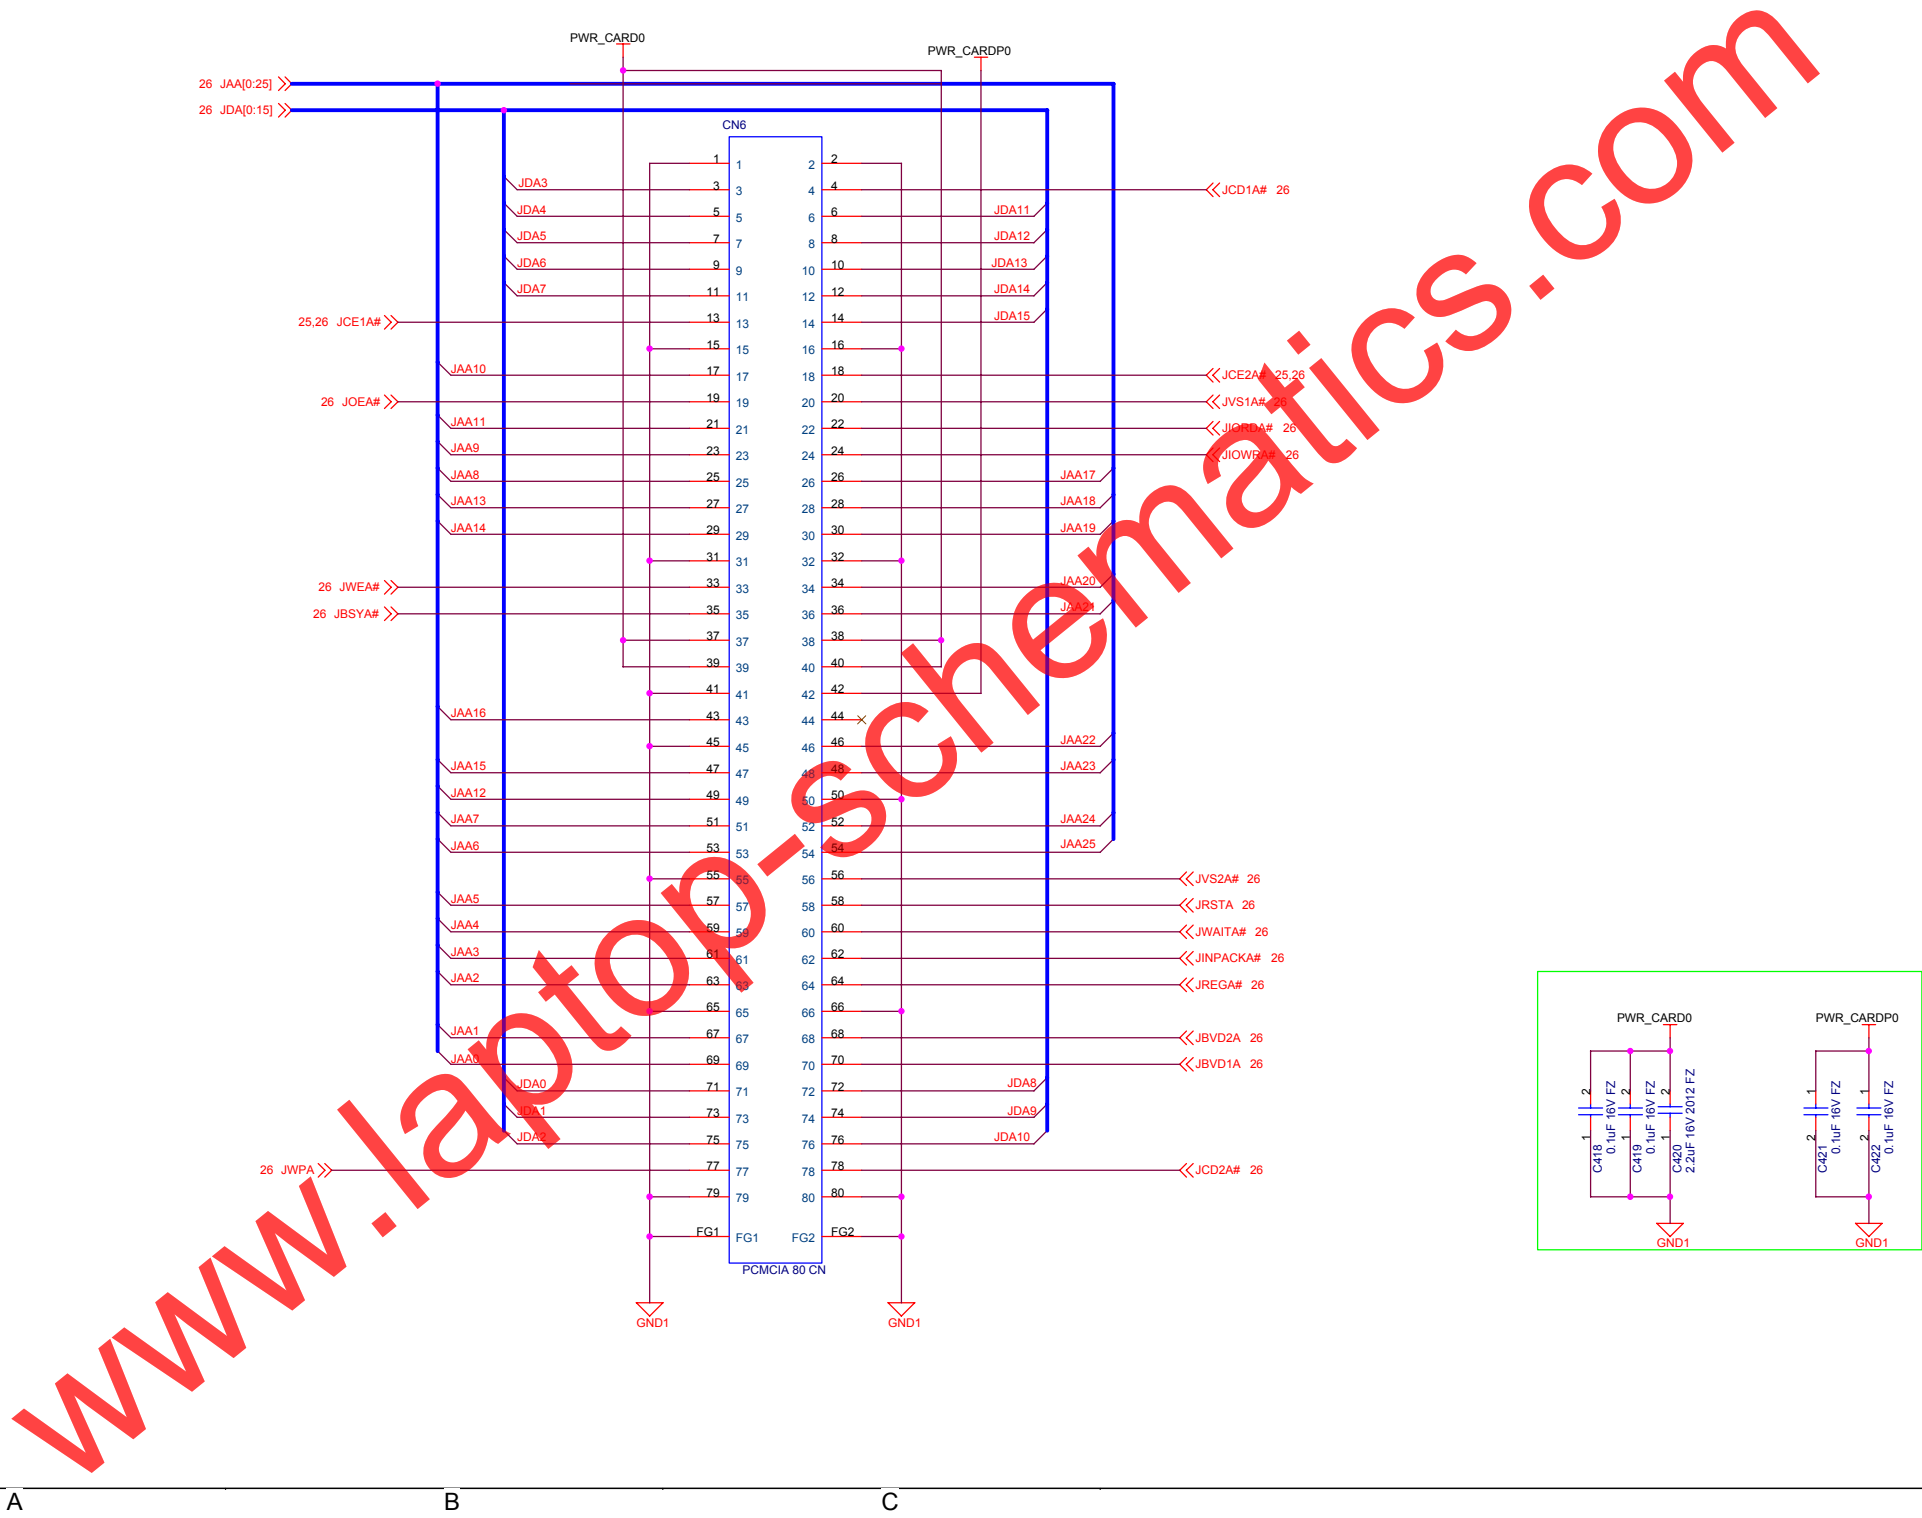 PWR_CARD0
PWR_CARDP0
26 JAA[0:25]
26 JDA[0:15]
CN6
1 1 2 2
JDA3 3 3 4 4 JCD1A# 26
JDA4 5 5 6 6 JDA11
JDA5 7 7 8 8 JDA12
JDA6 9 9 10 10 JDA13
JDA7 11 11 12 12 JDA14
25,26 JCE1A# 13 13 14 14 JDA15
15 15 16 16
JAA10 17 17 18 18 JCE2A# 25,26
26 JOEA# 19 19 20 20 JVS1A# 26
JAA11 21 21 22 22 JIORDA# 26
JAA9 23 23 24 24 JIOWRA# 26
JAA8 25 25 26 26 JAA17
JAA13 27 27 28 28 JAA18
JAA14 29 29 30 30 JAA19
31 31 32 32
26 JWEA# 33 33 34 34 JAA20
26 JBSYA# 35 35 36 36 JAA21
37 37 38 38
39 39 40 40
41 41 42 42
JAA16 43 43 44 44
45 45 46 46 JAA22
JAA15 47 47 48 48 JAA23
JAA12 49 49 50 50
JAA7 51 51 52 52 JAA24
JAA6 53 53 54 54 JAA25
55 55 56 56 JVS2A# 26
JAA5 57 57 58 58 JRSTA 26
JAA4 59 59 60 60 JWAITA# 26
JAA3 61 61 62 62 JINPACKA# 26
JAA2 63 63 64 64 JREGA# 26
65 65 66 66
JAA1 67 67 68 68 JBVD2A 26
JAA0 69 69 70 70 JBVD1A 26
JDA0 71 71 72 72 JDA8
JDA1 73 73 74 74 JDA9
JDA2 75 75 76 76 JDA10
26 JWPA 77 77 78 78 JCD2A# 26
79 79 80 80
FG1 FG1 FG2 FG2
PCMCIA 80 CN
GND1 GND1
PWR_CARD0 PWR_CARDP0
2 1 C418 0.1uF 16V FZ
2 1 C419 0.1uF 16V FZ
2 1 C420 2.2uF 16V 2012 FZ
1 2 C421 0.1uF 16V FZ
1 2 C422 0.1uF 16V FZ
GND1 GND1
www.laptop-schematics.com
A B C